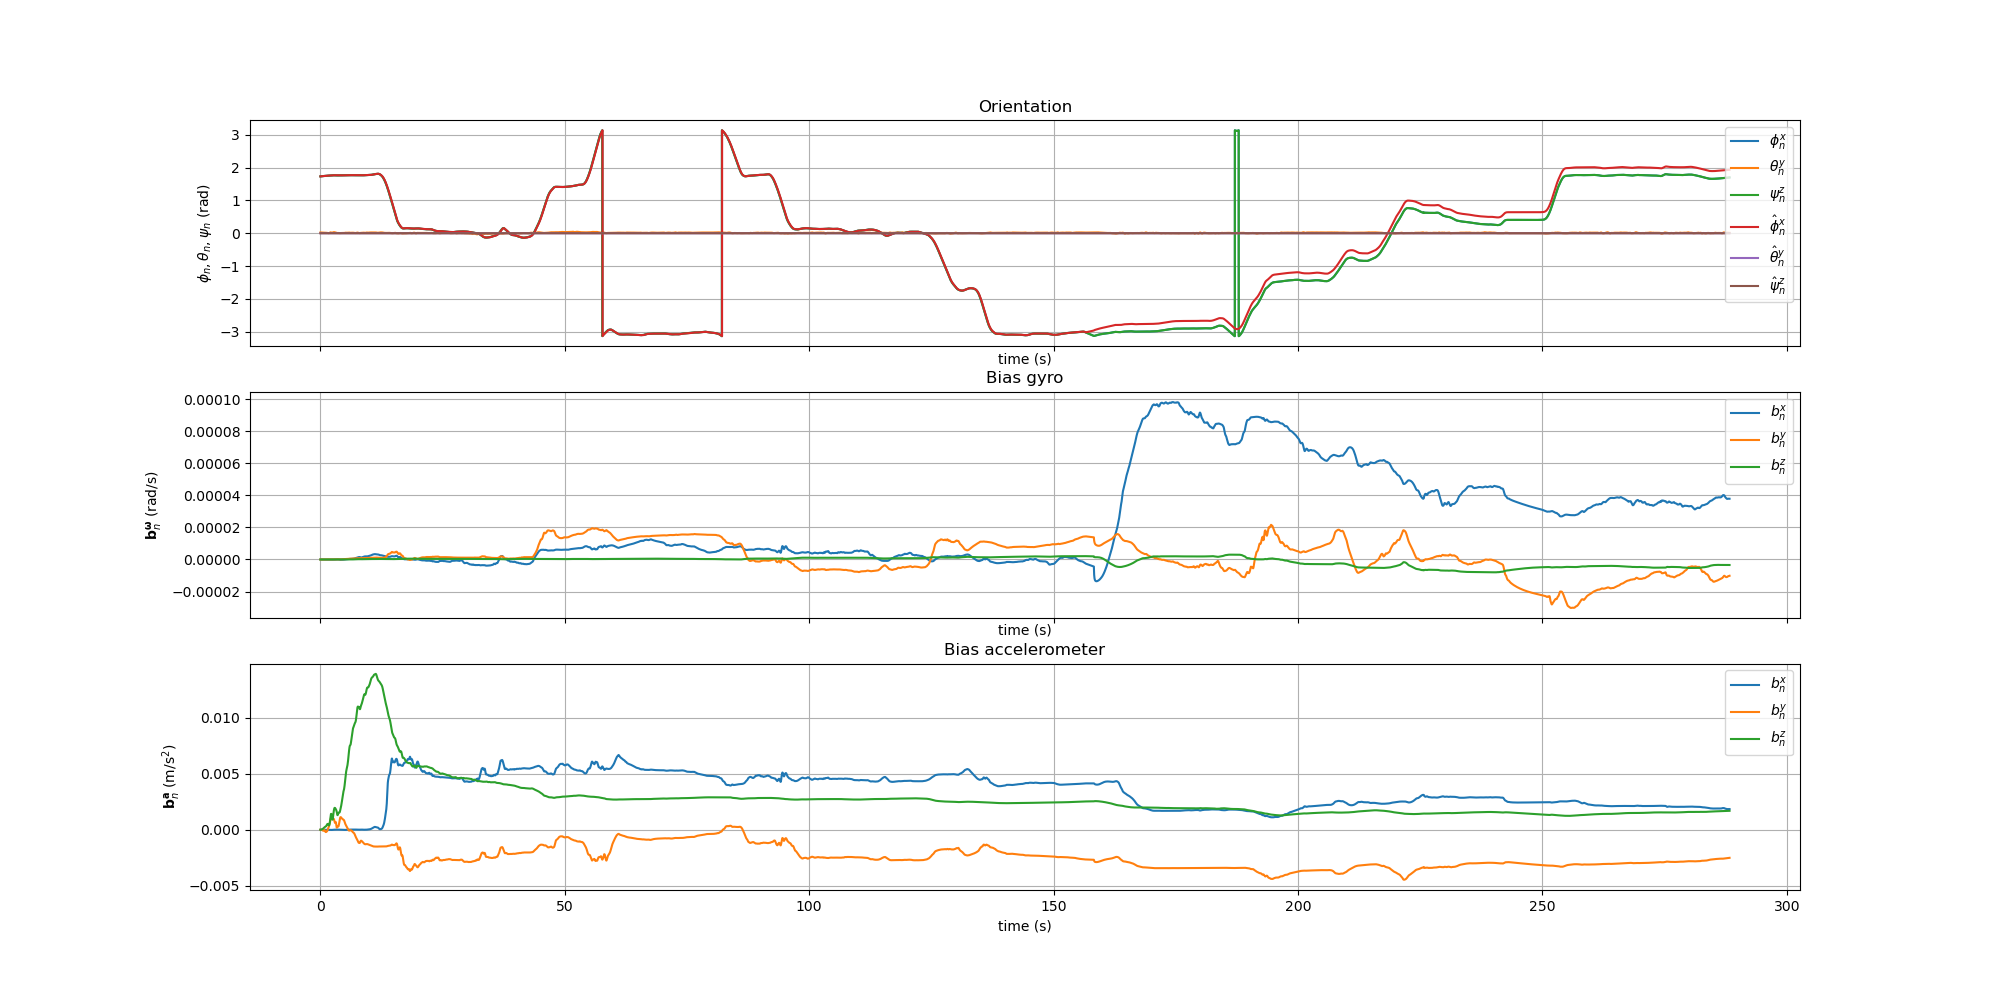 Orientation
ϕₙ, θₙ, ψₙ (rad)
3
2
1
0
−1
−2
−3
ϕₙˣ
θₙʸ
ψₙᶻ
ϕ̂ₙˣ
θ̂ₙʸ
ψ̂ₙᶻ
time (s)
Bias gyro
bₙ^ω (rad/s)
0.00010
0.00008
0.00006
0.00004
0.00002
0.00000
−0.00002
bₙˣ
bₙʸ
bₙᶻ
time (s)
Bias accelerometer
bₙᵃ (m/s²)
0.010
0.005
0.000
−0.005
bₙˣ
bₙʸ
bₙᶻ
0 50 100 150 200 250 300
time (s)